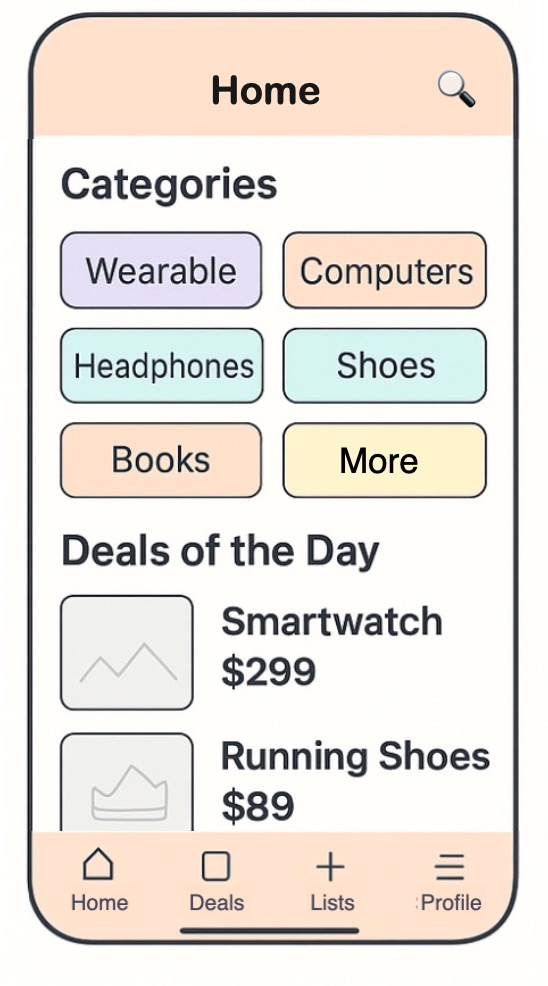 Home
Categories
Wearable
Computers
Headphones
Shoes
Books
More
Deals of the Day
Smartwatch
$299
Running Shoes
$89
Home
Deals
Lists
Profile